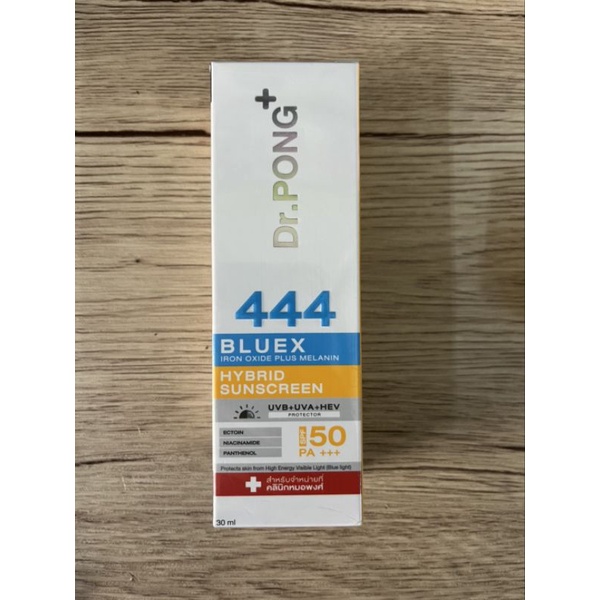 Dr.PONG+
444
BLUEX
IRON OXIDE PLUS MELANIN
HYBRID
SUNSCREEN
UVB+UVA+HEV
PROTECTOR
ECTOIN
NIACINAMIDE
PANTHENOL
SPF 50
PA +++
Protects skin from High Energy Visible Light (Blue light)
สำหรับจำหน่ายที่
คลินิกหมอพงศ์
30 ml